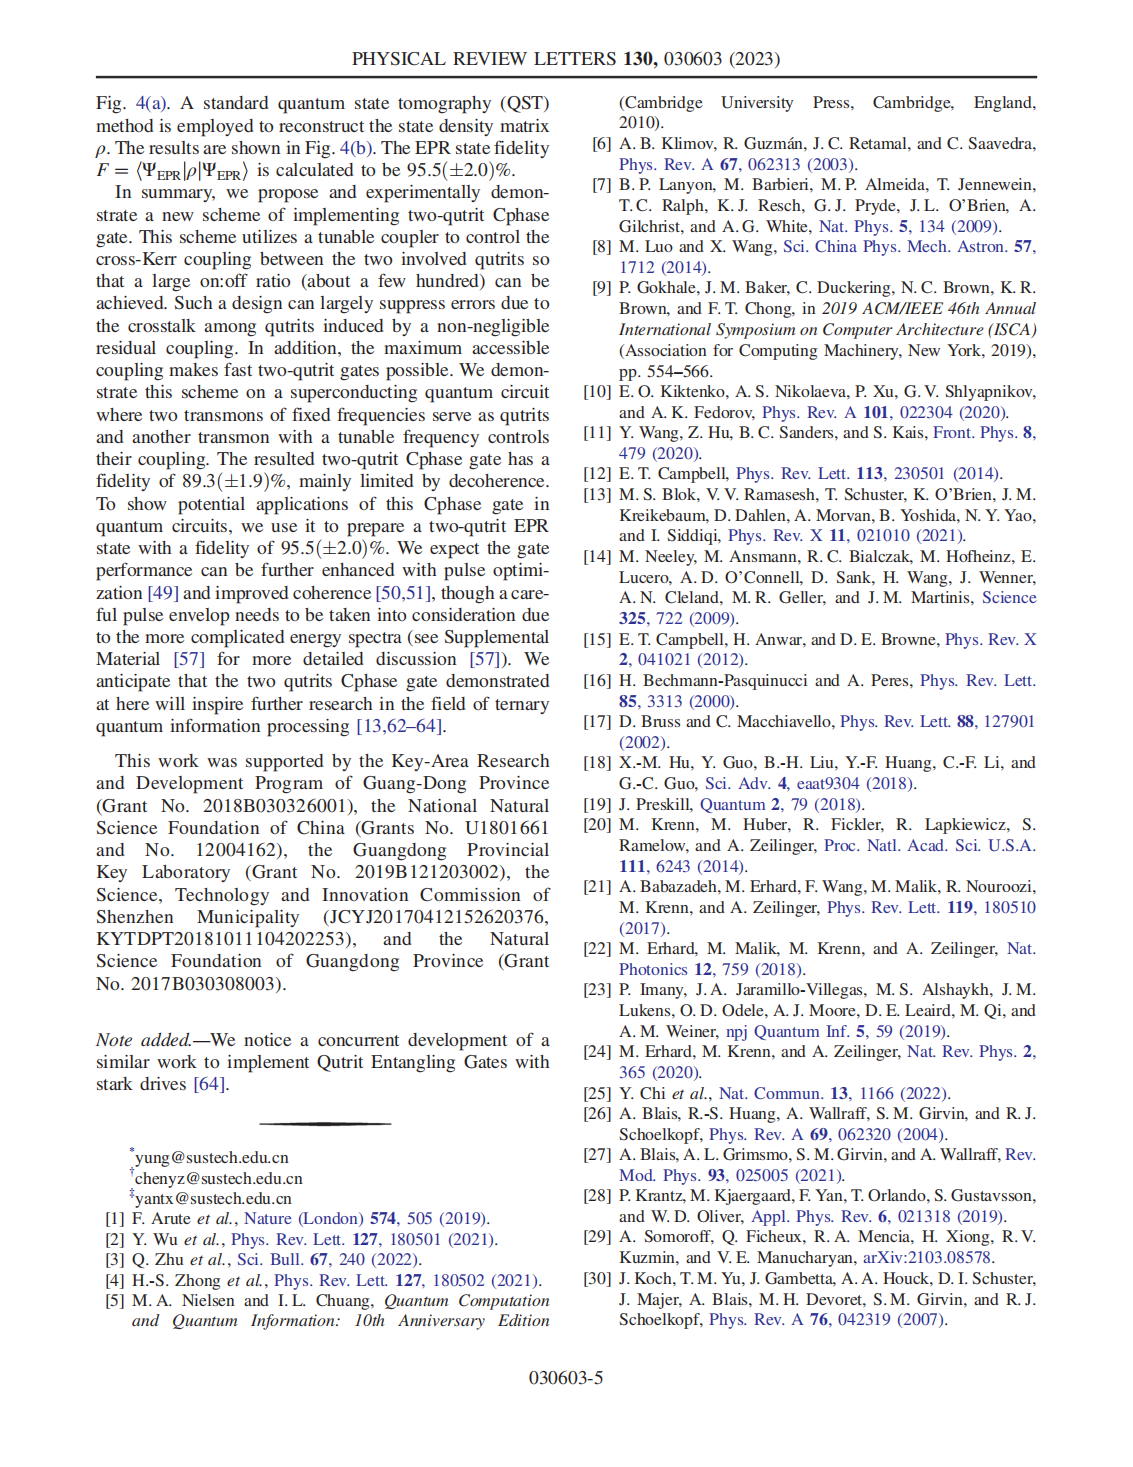 PHYSICAL REVIEW LETTERS 130, 030603 (2023)
Fig. 4(a). A standard quantum state tomography (QST)
method is employed to reconstruct the state density matrix
ρ. The results are shown in Fig. 4(b). The EPR state fidelity
F = ⟨Ψ_EPR|ρ|Ψ_EPR⟩ is calculated to be 95.5(±2.0)%.
In summary, we propose and experimentally demon-
strate a new scheme of implementing two-qutrit Cphase
gate. This scheme utilizes a tunable coupler to control the
cross-Kerr coupling between the two involved qutrits so
that a large on:off ratio (about a few hundred) can be
achieved. Such a design can largely suppress errors due to
the crosstalk among qutrits induced by a non-negligible
residual coupling. In addition, the maximum accessible
coupling makes fast two-qutrit gates possible. We demon-
strate this scheme on a superconducting quantum circuit
where two transmons of fixed frequencies serve as qutrits
and another transmon with a tunable frequency controls
their coupling. The resulted two-qutrit Cphase gate has a
fidelity of 89.3(±1.9)%, mainly limited by decoherence.
To show potential applications of this Cphase gate in
quantum circuits, we use it to prepare a two-qutrit EPR
state with a fidelity of 95.5(±2.0)%. We expect the gate
performance can be further enhanced with pulse optimi-
zation [49] and improved coherence [50,51], though a care-
ful pulse envelop needs to be taken into consideration due
to the more complicated energy spectra (see Supplemental
Material [57] for more detailed discussion [57]). We
anticipate that the two qutrits Cphase gate demonstrated
at here will inspire further research in the field of ternary
quantum information processing [13,62–64].
This work was supported by the Key-Area Research
and Development Program of Guang-Dong Province
(Grant No. 2018B030326001), the National Natural
Science Foundation of China (Grants No. U1801661
and No. 12004162), the Guangdong Provincial
Key Laboratory (Grant No. 2019B121203002), the
Science, Technology and Innovation Commission of
Shenzhen Municipality (JCYJ20170412152620376,
KYTDPT20181011104202253), and the Natural
Science Foundation of Guangdong Province (Grant
No. 2017B030308003).
Note added.—We notice a concurrent development of a
similar work to implement Qutrit Entangling Gates with
stark drives [64].
*yung@sustech.edu.cn
†chenyz@sustech.edu.cn
‡yantx@sustech.edu.cn
[1] F. Arute et al., Nature (London) 574, 505 (2019).
[2] Y. Wu et al., Phys. Rev. Lett. 127, 180501 (2021).
[3] Q. Zhu et al., Sci. Bull. 67, 240 (2022).
[4] H.-S. Zhong et al., Phys. Rev. Lett. 127, 180502 (2021).
[5] M. A. Nielsen and I. L. Chuang, Quantum Computation
and Quantum Information: 10th Anniversary Edition
(Cambridge University Press, Cambridge, England,
2010).
[6] A. B. Klimov, R. Guzmán, J. C. Retamal, and C. Saavedra,
Phys. Rev. A 67, 062313 (2003).
[7] B. P. Lanyon, M. Barbieri, M. P. Almeida, T. Jennewein,
T. C. Ralph, K. J. Resch, G. J. Pryde, J. L. O'Brien, A.
Gilchrist, and A. G. White, Nat. Phys. 5, 134 (2009).
[8] M. Luo and X. Wang, Sci. China Phys. Mech. Astron. 57,
1712 (2014).
[9] P. Gokhale, J. M. Baker, C. Duckering, N. C. Brown, K. R.
Brown, and F. T. Chong, in 2019 ACM/IEEE 46th Annual
International Symposium on Computer Architecture (ISCA)
(Association for Computing Machinery, New York, 2019),
pp. 554–566.
[10] E. O. Kiktenko, A. S. Nikolaeva, P. Xu, G. V. Shlyapnikov,
and A. K. Fedorov, Phys. Rev. A 101, 022304 (2020).
[11] Y. Wang, Z. Hu, B. C. Sanders, and S. Kais, Front. Phys. 8,
479 (2020).
[12] E. T. Campbell, Phys. Rev. Lett. 113, 230501 (2014).
[13] M. S. Blok, V. V. Ramasesh, T. Schuster, K. O'Brien, J. M.
Kreikebaum, D. Dahlen, A. Morvan, B. Yoshida, N. Y. Yao,
and I. Siddiqi, Phys. Rev. X 11, 021010 (2021).
[14] M. Neeley, M. Ansmann, R. C. Bialczak, M. Hofheinz, E.
Lucero, A. D. O'Connell, D. Sank, H. Wang, J. Wenner,
A. N. Cleland, M. R. Geller, and J. M. Martinis, Science
325, 722 (2009).
[15] E. T. Campbell, H. Anwar, and D. E. Browne, Phys. Rev. X
2, 041021 (2012).
[16] H. Bechmann-Pasquinucci and A. Peres, Phys. Rev. Lett.
85, 3313 (2000).
[17] D. Bruss and C. Macchiavello, Phys. Rev. Lett. 88, 127901
(2002).
[18] X.-M. Hu, Y. Guo, B.-H. Liu, Y.-F. Huang, C.-F. Li, and
G.-C. Guo, Sci. Adv. 4, eaat9304 (2018).
[19] J. Preskill, Quantum 2, 79 (2018).
[20] M. Krenn, M. Huber, R. Fickler, R. Lapkiewicz, S.
Ramelow, and A. Zeilinger, Proc. Natl. Acad. Sci. U.S.A.
111, 6243 (2014).
[21] A. Babazadeh, M. Erhard, F. Wang, M. Malik, R. Nouroozi,
M. Krenn, and A. Zeilinger, Phys. Rev. Lett. 119, 180510
(2017).
[22] M. Erhard, M. Malik, M. Krenn, and A. Zeilinger, Nat.
Photonics 12, 759 (2018).
[23] P. Imany, J. A. Jaramillo-Villegas, M. S. Alshaykh, J. M.
Lukens, O. D. Odele, A. J. Moore, D. E. Leaird, M. Qi, and
A. M. Weiner, npj Quantum Inf. 5, 59 (2019).
[24] M. Erhard, M. Krenn, and A. Zeilinger, Nat. Rev. Phys. 2,
365 (2020).
[25] Y. Chi et al., Nat. Commun. 13, 1166 (2022).
[26] A. Blais, R.-S. Huang, A. Wallraff, S. M. Girvin, and R. J.
Schoelkopf, Phys. Rev. A 69, 062320 (2004).
[27] A. Blais, A. L. Grimsmo, S. M. Girvin, and A. Wallraff, Rev.
Mod. Phys. 93, 025005 (2021).
[28] P. Krantz, M. Kjaergaard, F. Yan, T. Orlando, S. Gustavsson,
and W. D. Oliver, Appl. Phys. Rev. 6, 021318 (2019).
[29] A. Somoroff, Q. Ficheux, R. A. Mencia, H. Xiong, R. V.
Kuzmin, and V. E. Manucharyan, arXiv:2103.08578.
[30] J. Koch, T. M. Yu, J. Gambetta, A. A. Houck, D. I. Schuster,
J. Majer, A. Blais, M. H. Devoret, S. M. Girvin, and R. J.
Schoelkopf, Phys. Rev. A 76, 042319 (2007).
030603-5